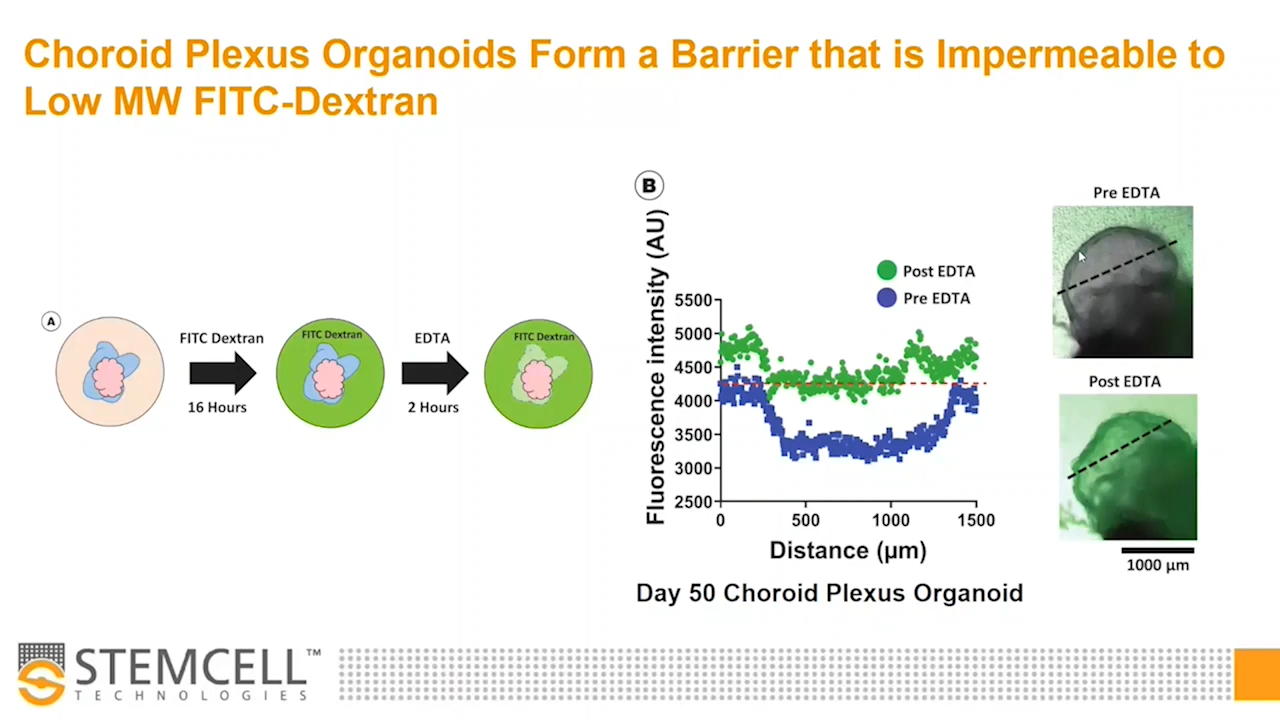 Choroid Plexus Organoids Form a Barrier that is Impermeable to
Low MW FITC-Dextran
A
FITC Dextran
16 Hours
FITC Dextran
EDTA
2 Hours
FITC Dextran
B
Fluorescence intensity (AU)
Post EDTA
Pre EDTA
5500
5000
4500
4000
3500
3000
2500
0 500 1000 1500
Distance (µm)
Day 50 Choroid Plexus Organoid
Pre EDTA
Post EDTA
1000 µm
STEMCELL™
TECHNOLOGIES